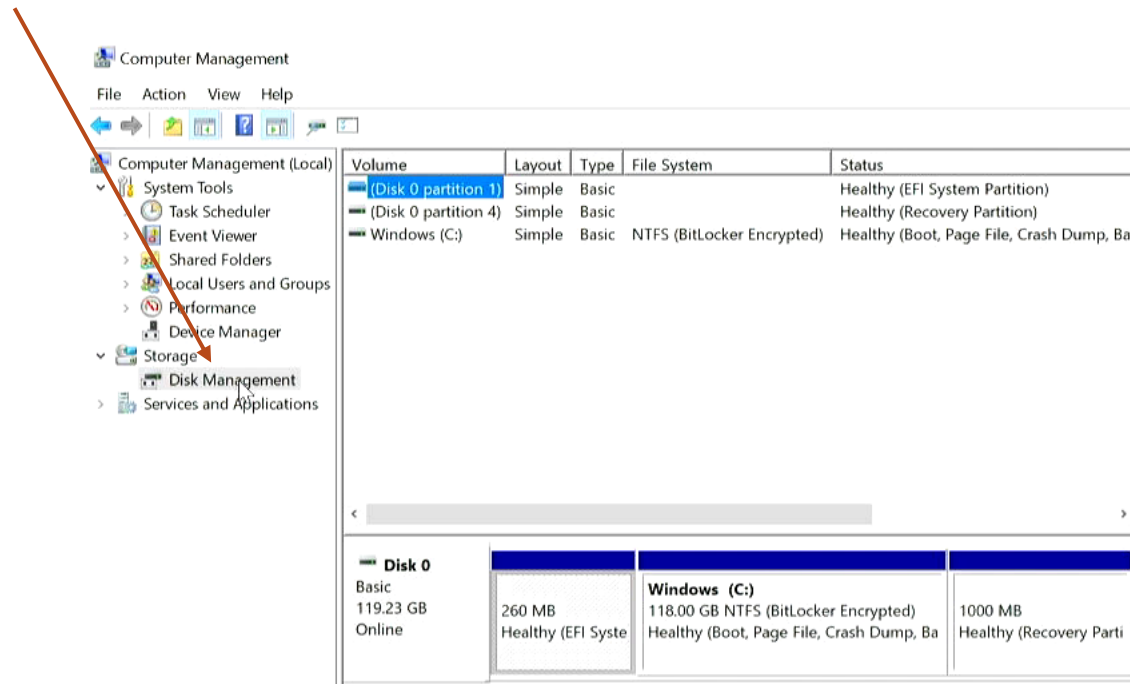 Computer Management
File Action View Help
Computer Management (Local)
System Tools
Task Scheduler
Event Viewer
Shared Folders
Local Users and Groups
Performance
Device Manager
Storage
Disk Management
Services and Applications
Volume Layout Type File System Status
(Disk 0 partition 1) Simple Basic Healthy (EFI System Partition)
(Disk 0 partition 4) Simple Basic Healthy (Recovery Partition)
Windows (C:) Simple Basic NTFS (BitLocker Encrypted) Healthy (Boot, Page File, Crash Dump, Ba
Disk 0
Basic
119.23 GB
Online
260 MB
Healthy (EFI Syste
Windows (C:)
118.00 GB NTFS (BitLocker Encrypted)
Healthy (Boot, Page File, Crash Dump, Ba
1000 MB
Healthy (Recovery Parti